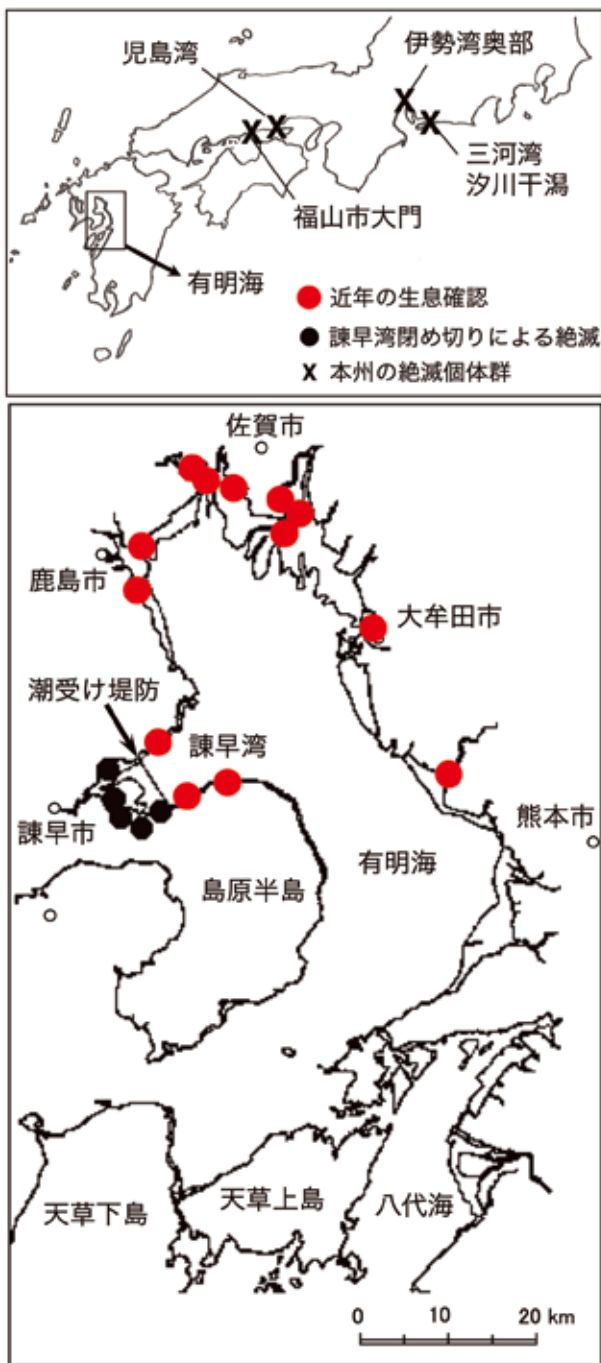 児島湾
伊勢湾奥部
三河湾
汐川干潟
福山市大門
有明海
近年の生息確認
諫早湾閉め切りによる絶滅
X 本州の絶滅個体群
佐賀市
鹿島市
大牟田市
潮受け堤防
諫早湾
諫早市
熊本市
有明海
島原半島
天草下島
天草上島
八代海
0 10 20 km